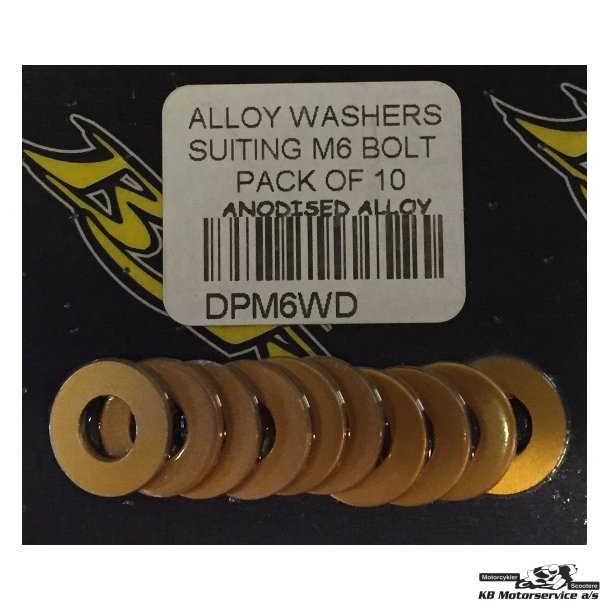 ALLOY WASHERS
SUITING M6 BOLT
PACK OF 10
ANODISED ALLOY
DPM6WD
Motorcykler
Scootere
KB Motorservice a/s